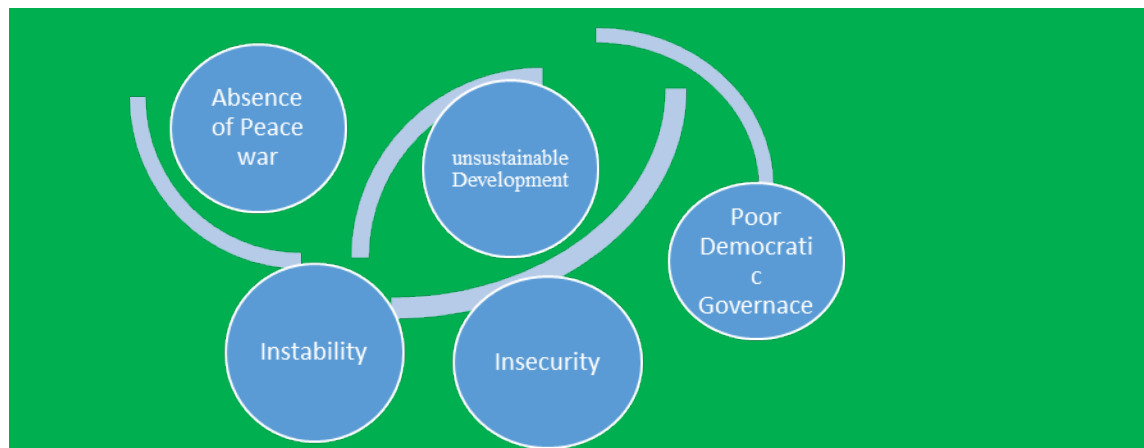 Absence
of Peace
war
unsustainable
Development
Poor
Democrati
c
Governace
Instability
Insecurity